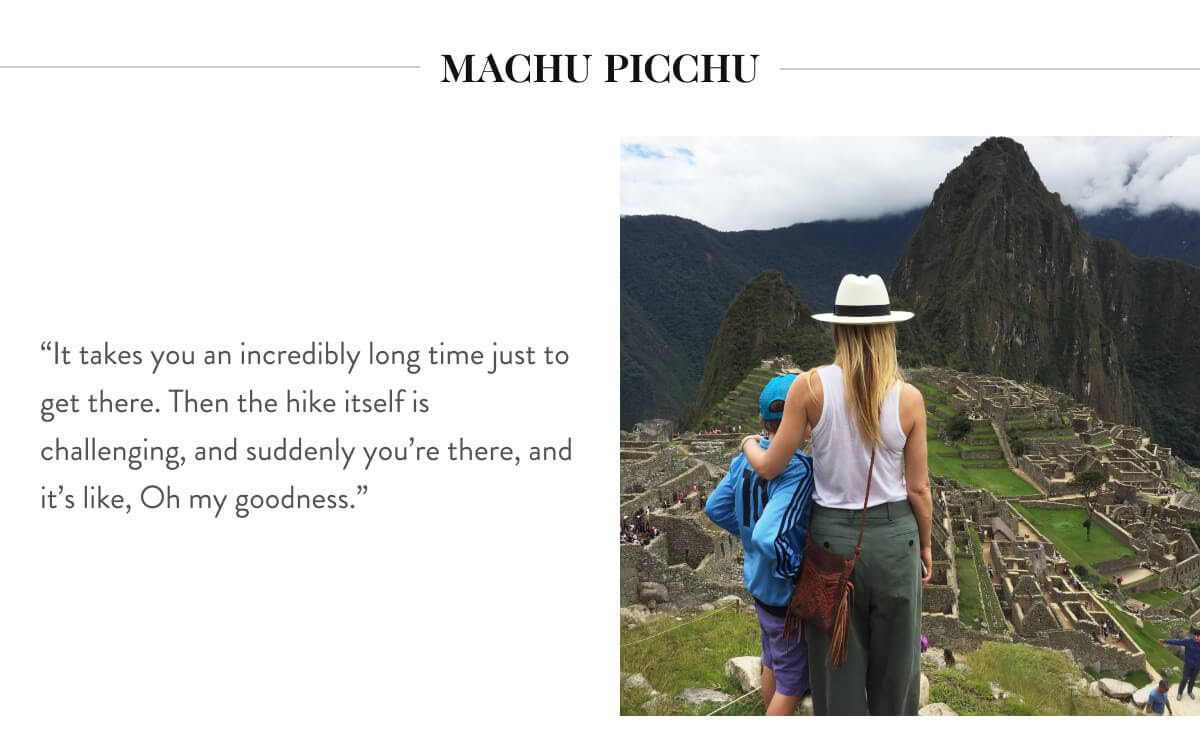 MACHU PICCHU
“It takes you an incredibly long time just to
get there. Then the hike itself is
challenging, and suddenly you’re there, and
it’s like, Oh my goodness.”
10